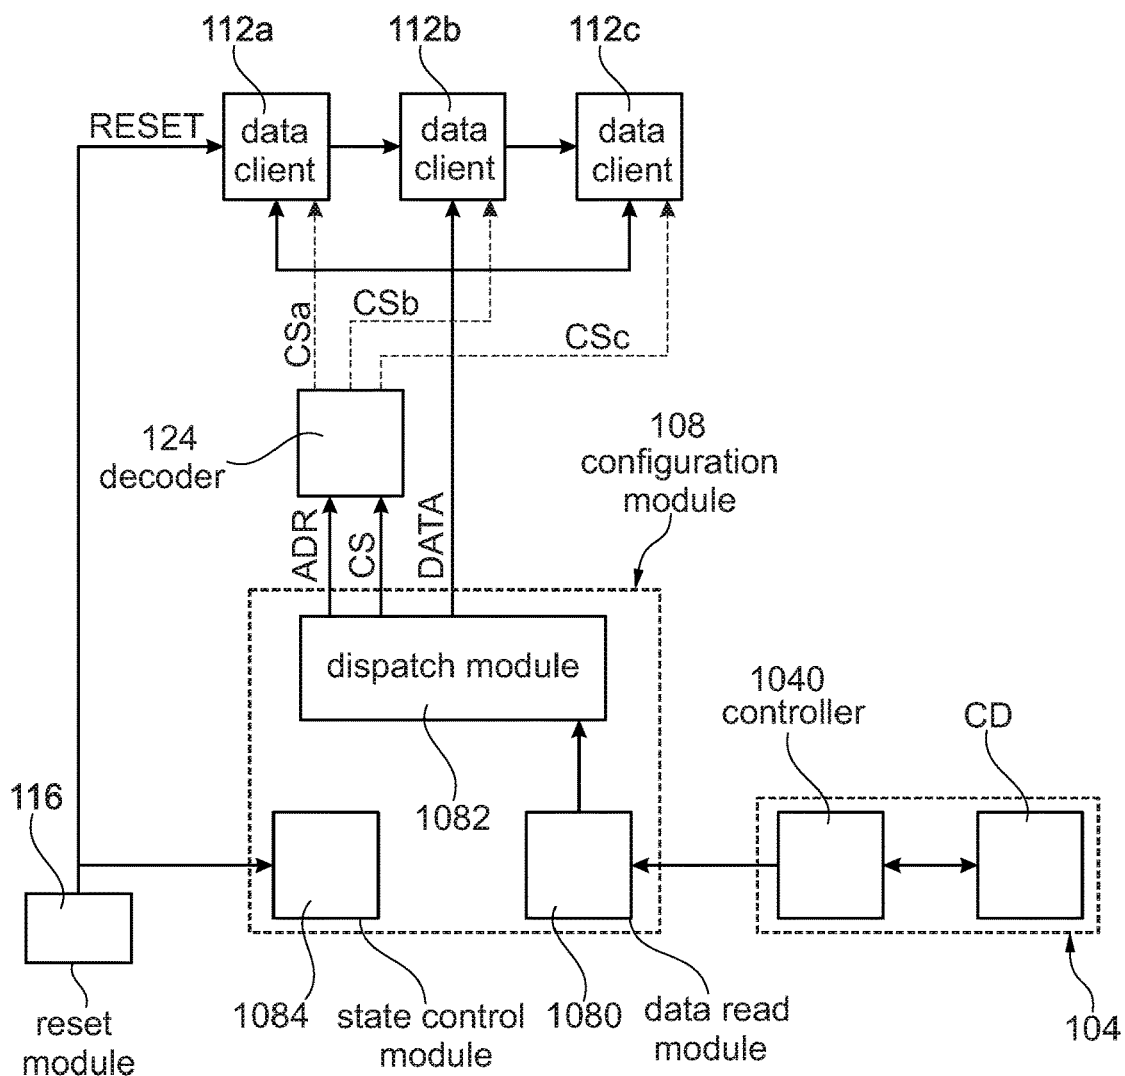 112a
112b
112c
RESET
data
client
data
client
data
client
CSa
CSb
CSc
124
decoder
108
configuration
module
ADR
CS
DATA
dispatch module
1040
controller
CD
116
1082
1084
state control
module
1080
data read
module
104
reset
module